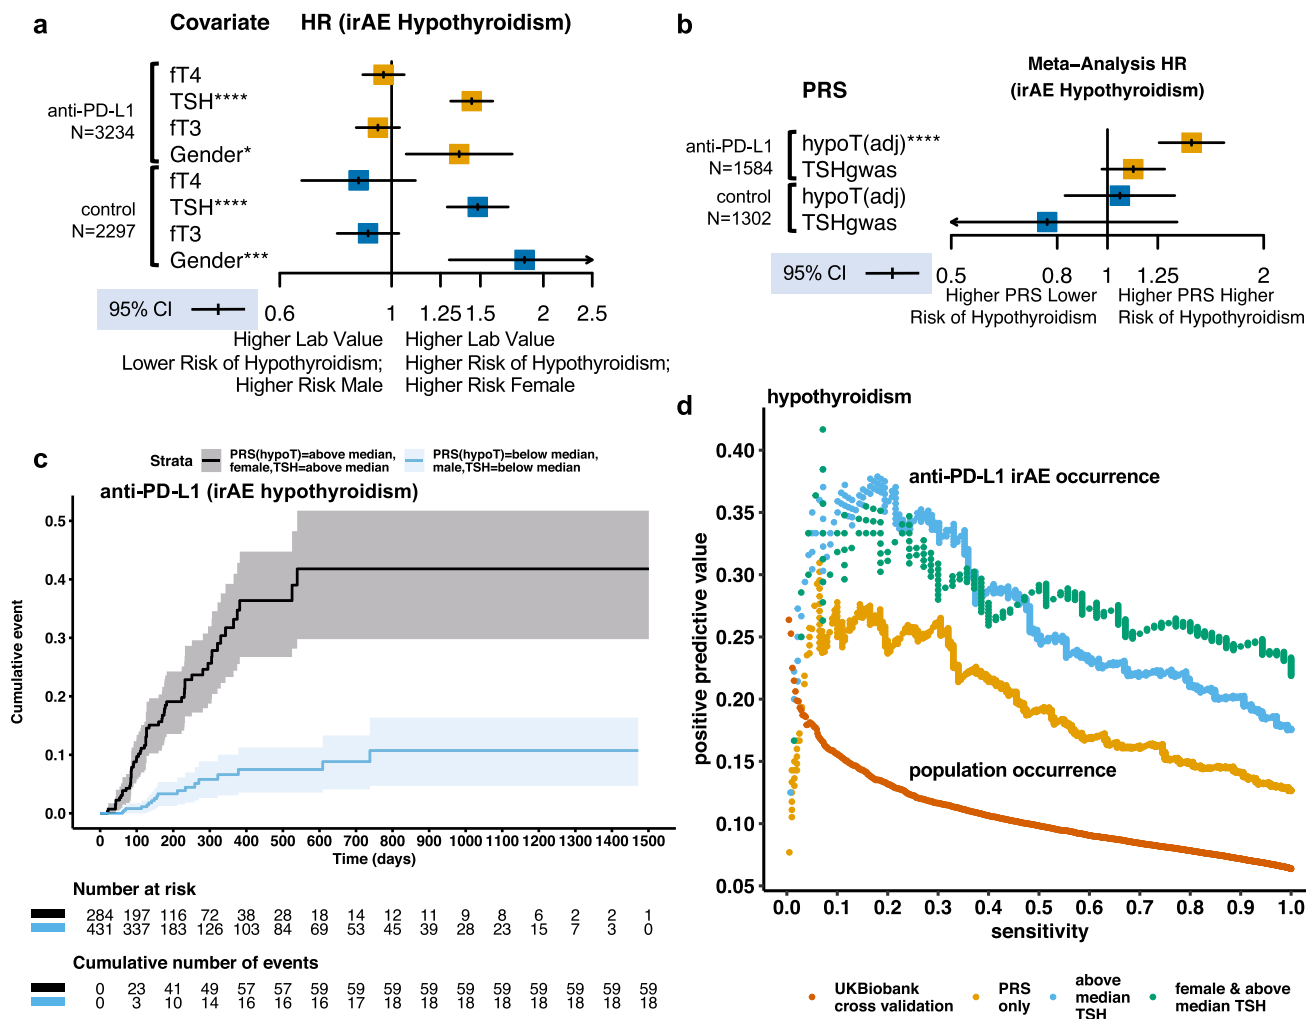 a
Covariate
HR (irAE Hypothyroidism)
anti-PD-L1
N=3234
fT4
TSH****
fT3
Gender*
control
N=2297
fT4
TSH****
fT3
Gender***
95% CI
0.6 1 1.25 1.5 2 2.5
Higher Lab Value
Lower Risk of Hypothyroidism;
Higher Risk Male
Higher Lab Value
Higher Risk of Hypothyroidism;
Higher Risk Female
b
PRS
Meta−Analysis HR
(irAE Hypothyroidism)
anti-PD-L1
N=1584
hypoT(adj)****
TSHgwas
control
N=1302
hypoT(adj)
TSHgwas
95% CI
0.5 0.8 1 1.25 2
Higher PRS Lower
Risk of Hypothyroidism
Higher PRS Higher
Risk of Hypothyroidism
c
Strata
PRS(hypoT)=above median,
female,TSH=above median
PRS(hypoT)=below median,
male,TSH=below median
anti-PD-L1 (irAE hypothyroidism)
Cumulative event
0.5
0.4
0.3
0.2
0.1
0.0
0 100 200 300 400 500 600 700 800 900 1000 1100 1200 1300 1400 1500
Time (days)
Number at risk
284 197 116 72 38 28 18 14 12 11 9 8 6 2 2 1
431 337 183 126 103 84 69 53 45 39 28 23 15 7 3 0
Cumulative number of events
0 23 41 49 57 57 59 59 59 59 59 59 59 59 59 59
0 3 10 14 16 16 16 17 18 18 18 18 18 18 18 18
d
hypothyroidism
positive predictive value
0.40
0.35
0.30
0.25
0.20
0.15
0.10
0.05
anti-PD-L1 irAE occurrence
population occurrence
0.0 0.1 0.2 0.3 0.4 0.5 0.6 0.7 0.8 0.9 1.0
sensitivity
UKBiobank
cross validation
PRS
only
above
median
TSH
female & above
median TSH